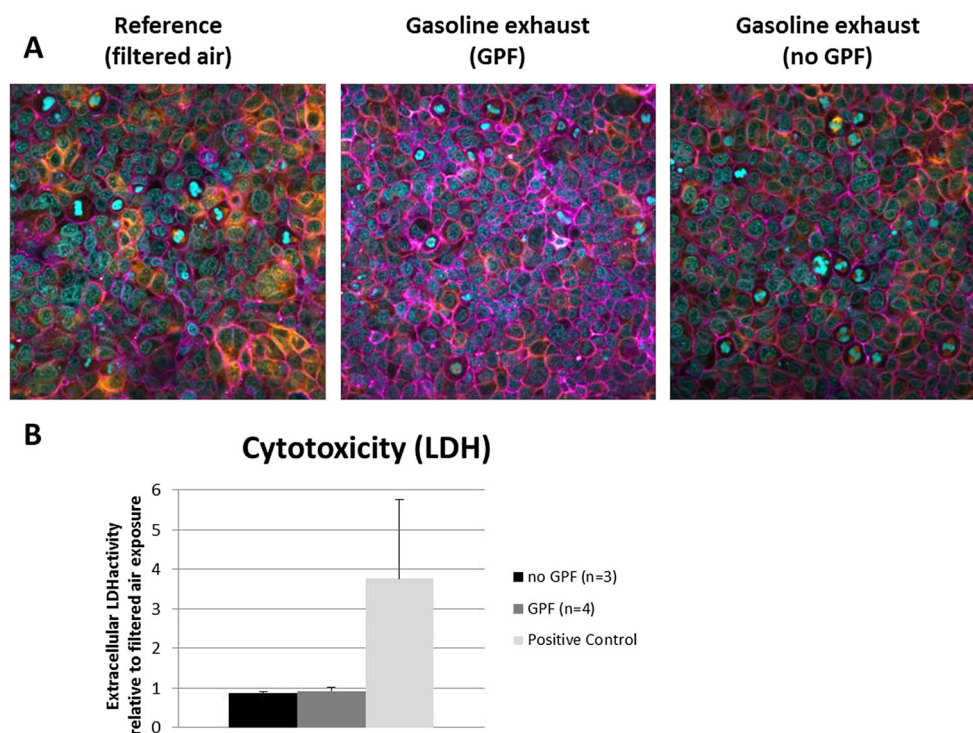 A
Reference
(filtered air)
Gasoline exhaust
(GPF)
Gasoline exhaust
(no GPF)
B
Cytotoxicity (LDH)
Extracellular LDHactivity
relative to filtered air exposure
6
5
4
3
2
1
0
no GPF (n=3)
GPF (n=4)
Positive Control